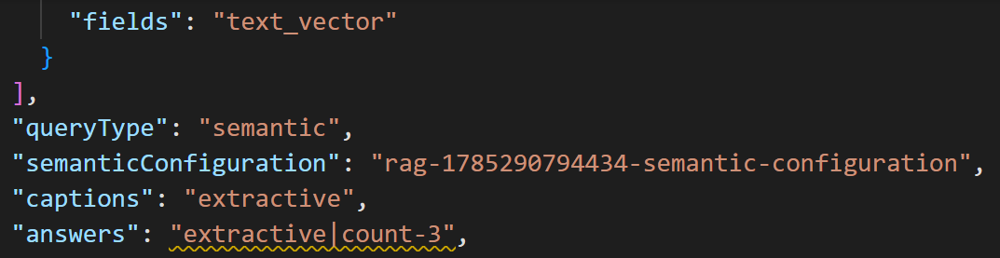 "fields": "text_vector"
}
],
"queryType": "semantic",
"semanticConfiguration": "rag-1785290794434-semantic-configuration",
"captions": "extractive",
"answers": "extractive|count-3",